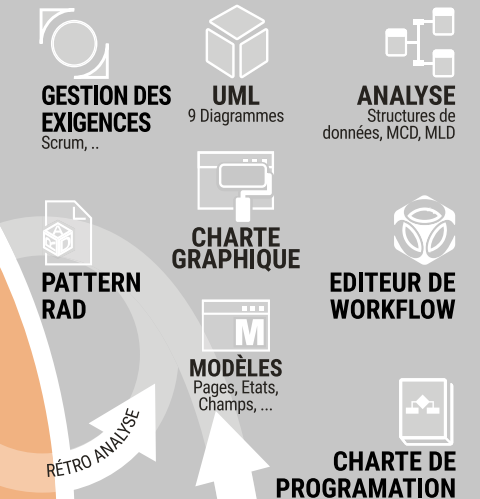 GESTION DES
EXIGENCES
Scrum, ..
UML
9 Diagrammes
ANALYSE
Structures de
données, MCD, MLD
CHARTE
GRAPHIQUE
PATTERN
RAD
EDITEUR DE
WORKFLOW
M
MODÈLES
Pages, Etats,
Champs, ...
RÉTRO ANALYSE
CHARTE DE
PROGRAMATION